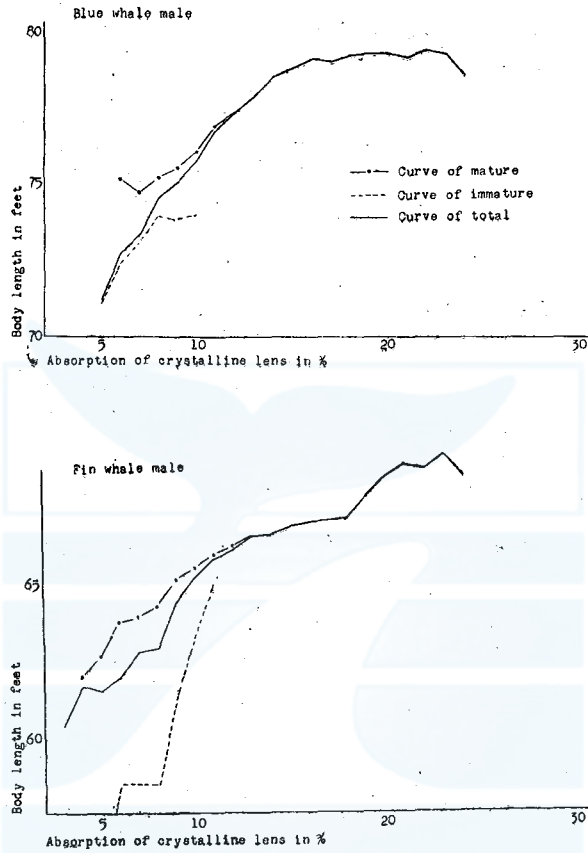 Blue whale male
80
75
70
Body length in feet
Curve of mature
Curve of immature
Curve of total
5 10 20 30
Absorption of crystalline lens in %
Fin whale male
65
60
Body length in feet
5 10 20 30
Absorption of crystalline lens in %